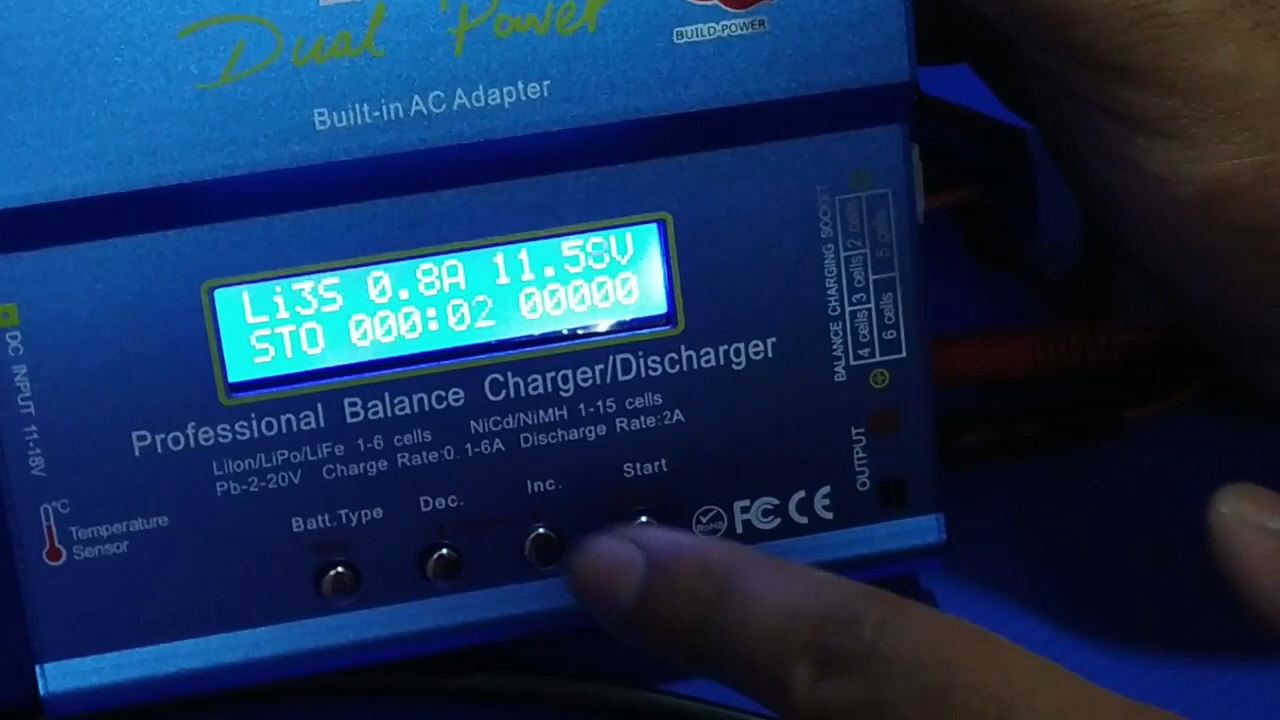 Dual Power
BUILD-POWER
Built-in AC Adapter
Li3S 0.8A 11.58V
STO 000:02 00000
Professional Balance Charger/Discharger
LiIon/LiPo/LiFe 1-6 cells NiCd/NiMH 1-15 cells
Pb-2-20V Charge Rate:0.1-6A Discharge Rate:2A
DC INPUT 11-18V
°C
Temperature
Sensor
Batt.Type
Dec.
Inc.
Start
RoHS
FC CE
BALANCE CHARGING SOCKET
4 cells 3 cells 2 cells
6 cells 5 cells
OUTPUT